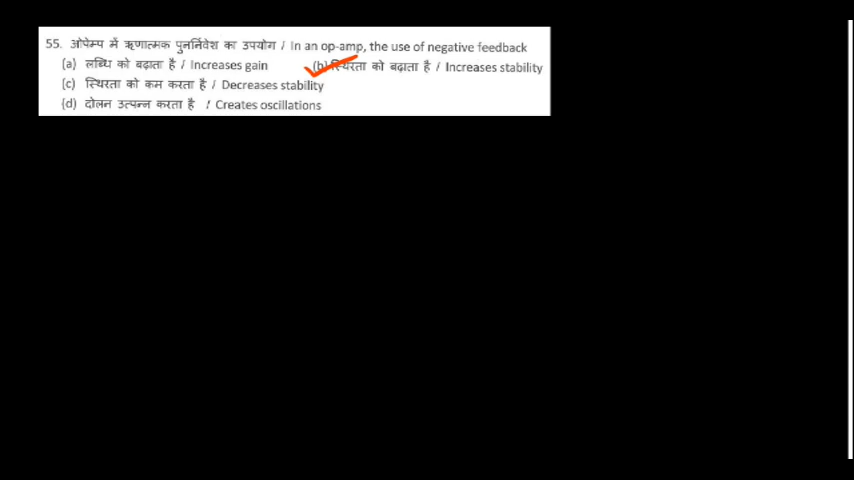 55. ओपेम्प में ऋणात्मक पुनर्निवेश का उपयोग / In an op-amp, the use of negative feedback
(a) लब्धि को बढ़ाता है / Increases gain (b) स्थिरता को बढ़ाता है / Increases stability
(c) स्थिरता को कम करता है / Decreases stability
(d) दोलन उत्पन्न करता है / Creates oscillations